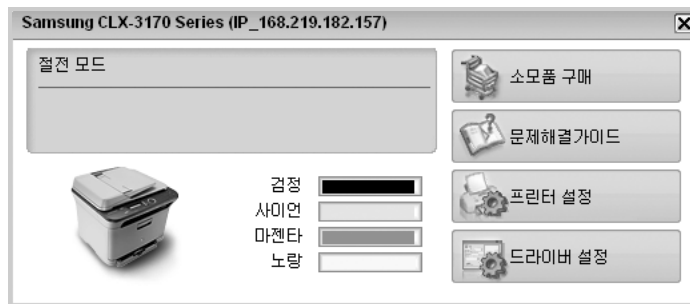 Samsung CLX-3170 Series (IP_168.219.182.157)
절전 모드
소모품 구매
문제해결가이드
프린터 설정
드라이버 설정
검정
사이언
마젠타
노랑